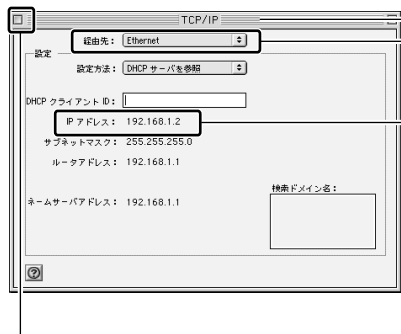 TCP/IP
経由先： Ethernet
設定
設定方法： DHCP サーバを参照
DHCP クライアント ID：
IP アドレス： 192.168.1.2
サブネットマスク： 255.255.255.0
ルータアドレス： 192.168.1.1
検索ドメイン名：
ネームサーバアドレス： 192.168.1.1
?